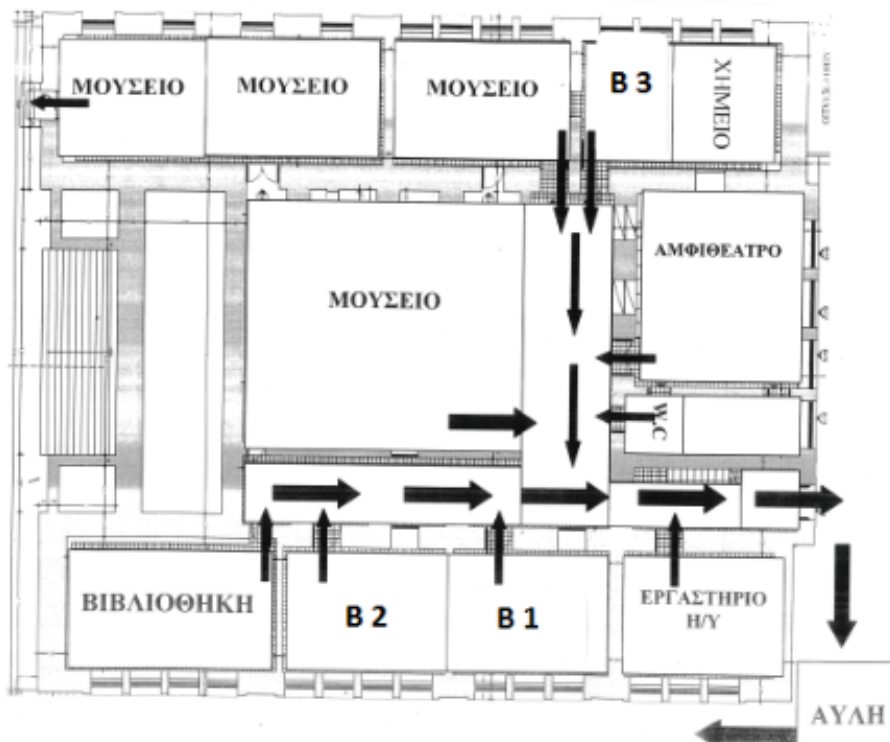 ΜΟΥΣΕΙΟ
ΜΟΥΣΕΙΟ
ΜΟΥΣΕΙΟ
Β 3
ΧΗΜΕΙΟ
ΑΜΦΙΘΕΑΤΡΟ
ΜΟΥΣΕΙΟ
W.C
ΒΙΒΛΙΟΘΗΚΗ
Β 2
Β 1
ΕΡΓΑΣΤΗΡΙΟ
Η/Υ
ΑΥΛΗ